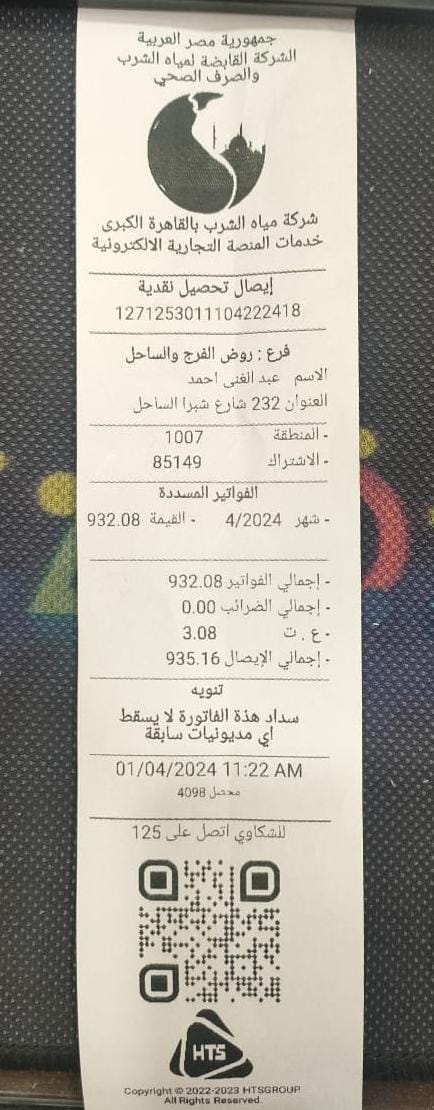 جمهورية مصر العربية
الشركة القابضة لمياه الشرب
والصرف الصحي
شركة مياه الشرب بالقاهرة الكبرى
خدمات المنصة التجارية الالكترونية
إيصال تحصيل نقدية
1271253011104222418
فرع : روض الفرج والساحل
الاسم عبد الغنى احمد
العنوان 232 شارع شبرا الساحل
- المنطقة 1007
- الاشتراك 85149
الفواتير المسددة
- شهر 4/2024 - القيمة 932.08
- إجمالي الفواتير 932.08
- إجمالي الضرائب 0.00
- ع . ت 3.08
- إجمالي الإيصال 935.16
تنويه
سداد هذة الفاتورة لا يسقط
اي مديونيات سابقة
01/04/2024 11:22 AM
محصل 4098
للشكاوي اتصل على 125
HTS
Copyright © 2022-2023 HTSGROUP.
All Rights Reserved.